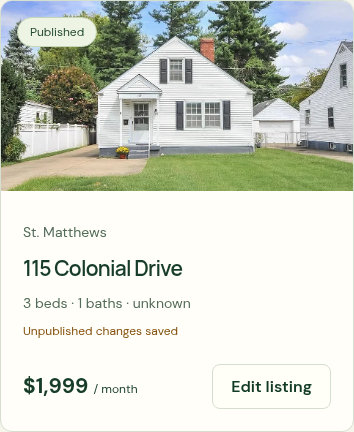 Published
St. Matthews
115 Colonial Drive
3 beds · 1 baths · unknown
Unpublished changes saved
$1,999 / month
Edit listing